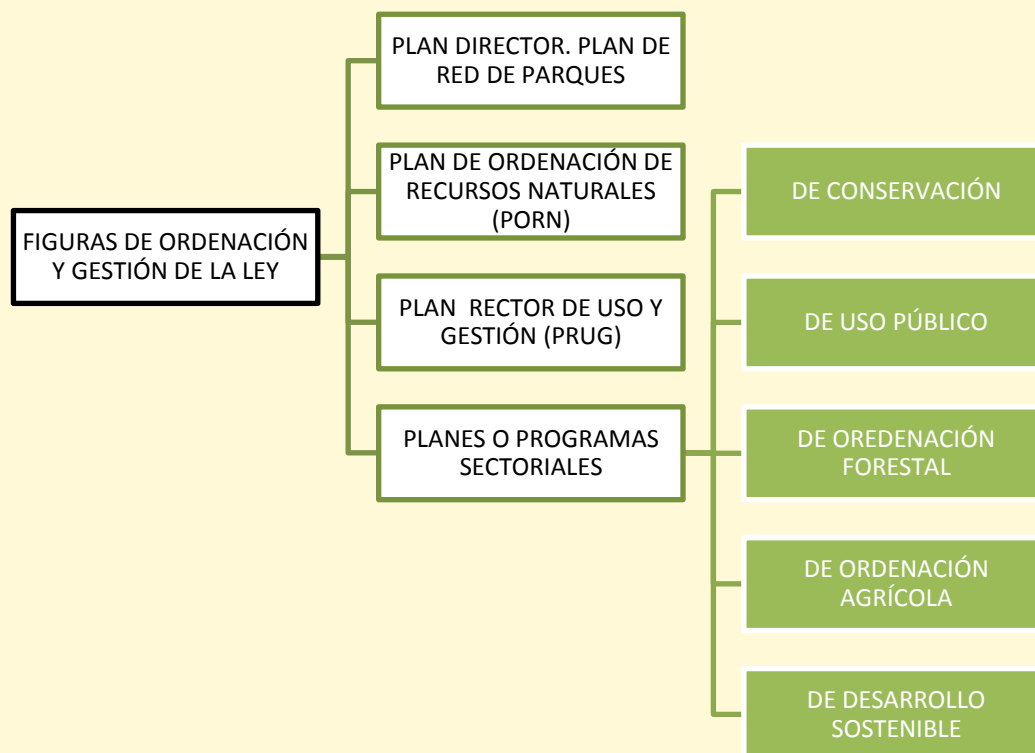 FIGURAS DE ORDENACIÓN
Y GESTIÓN DE LA LEY
PLAN DIRECTOR. PLAN DE
RED DE PARQUES
PLAN DE ORDENACIÓN DE
RECURSOS NATURALES
(PORN)
PLAN RECTOR DE USO Y
GESTIÓN (PRUG)
PLANES O PROGRAMAS
SECTORIALES
DE CONSERVACIÓN
DE USO PÚBLICO
DE OREDENACIÓN
FORESTAL
DE ORDENACIÓN
AGRÍCOLA
DE DESARROLLO
SOSTENIBLE